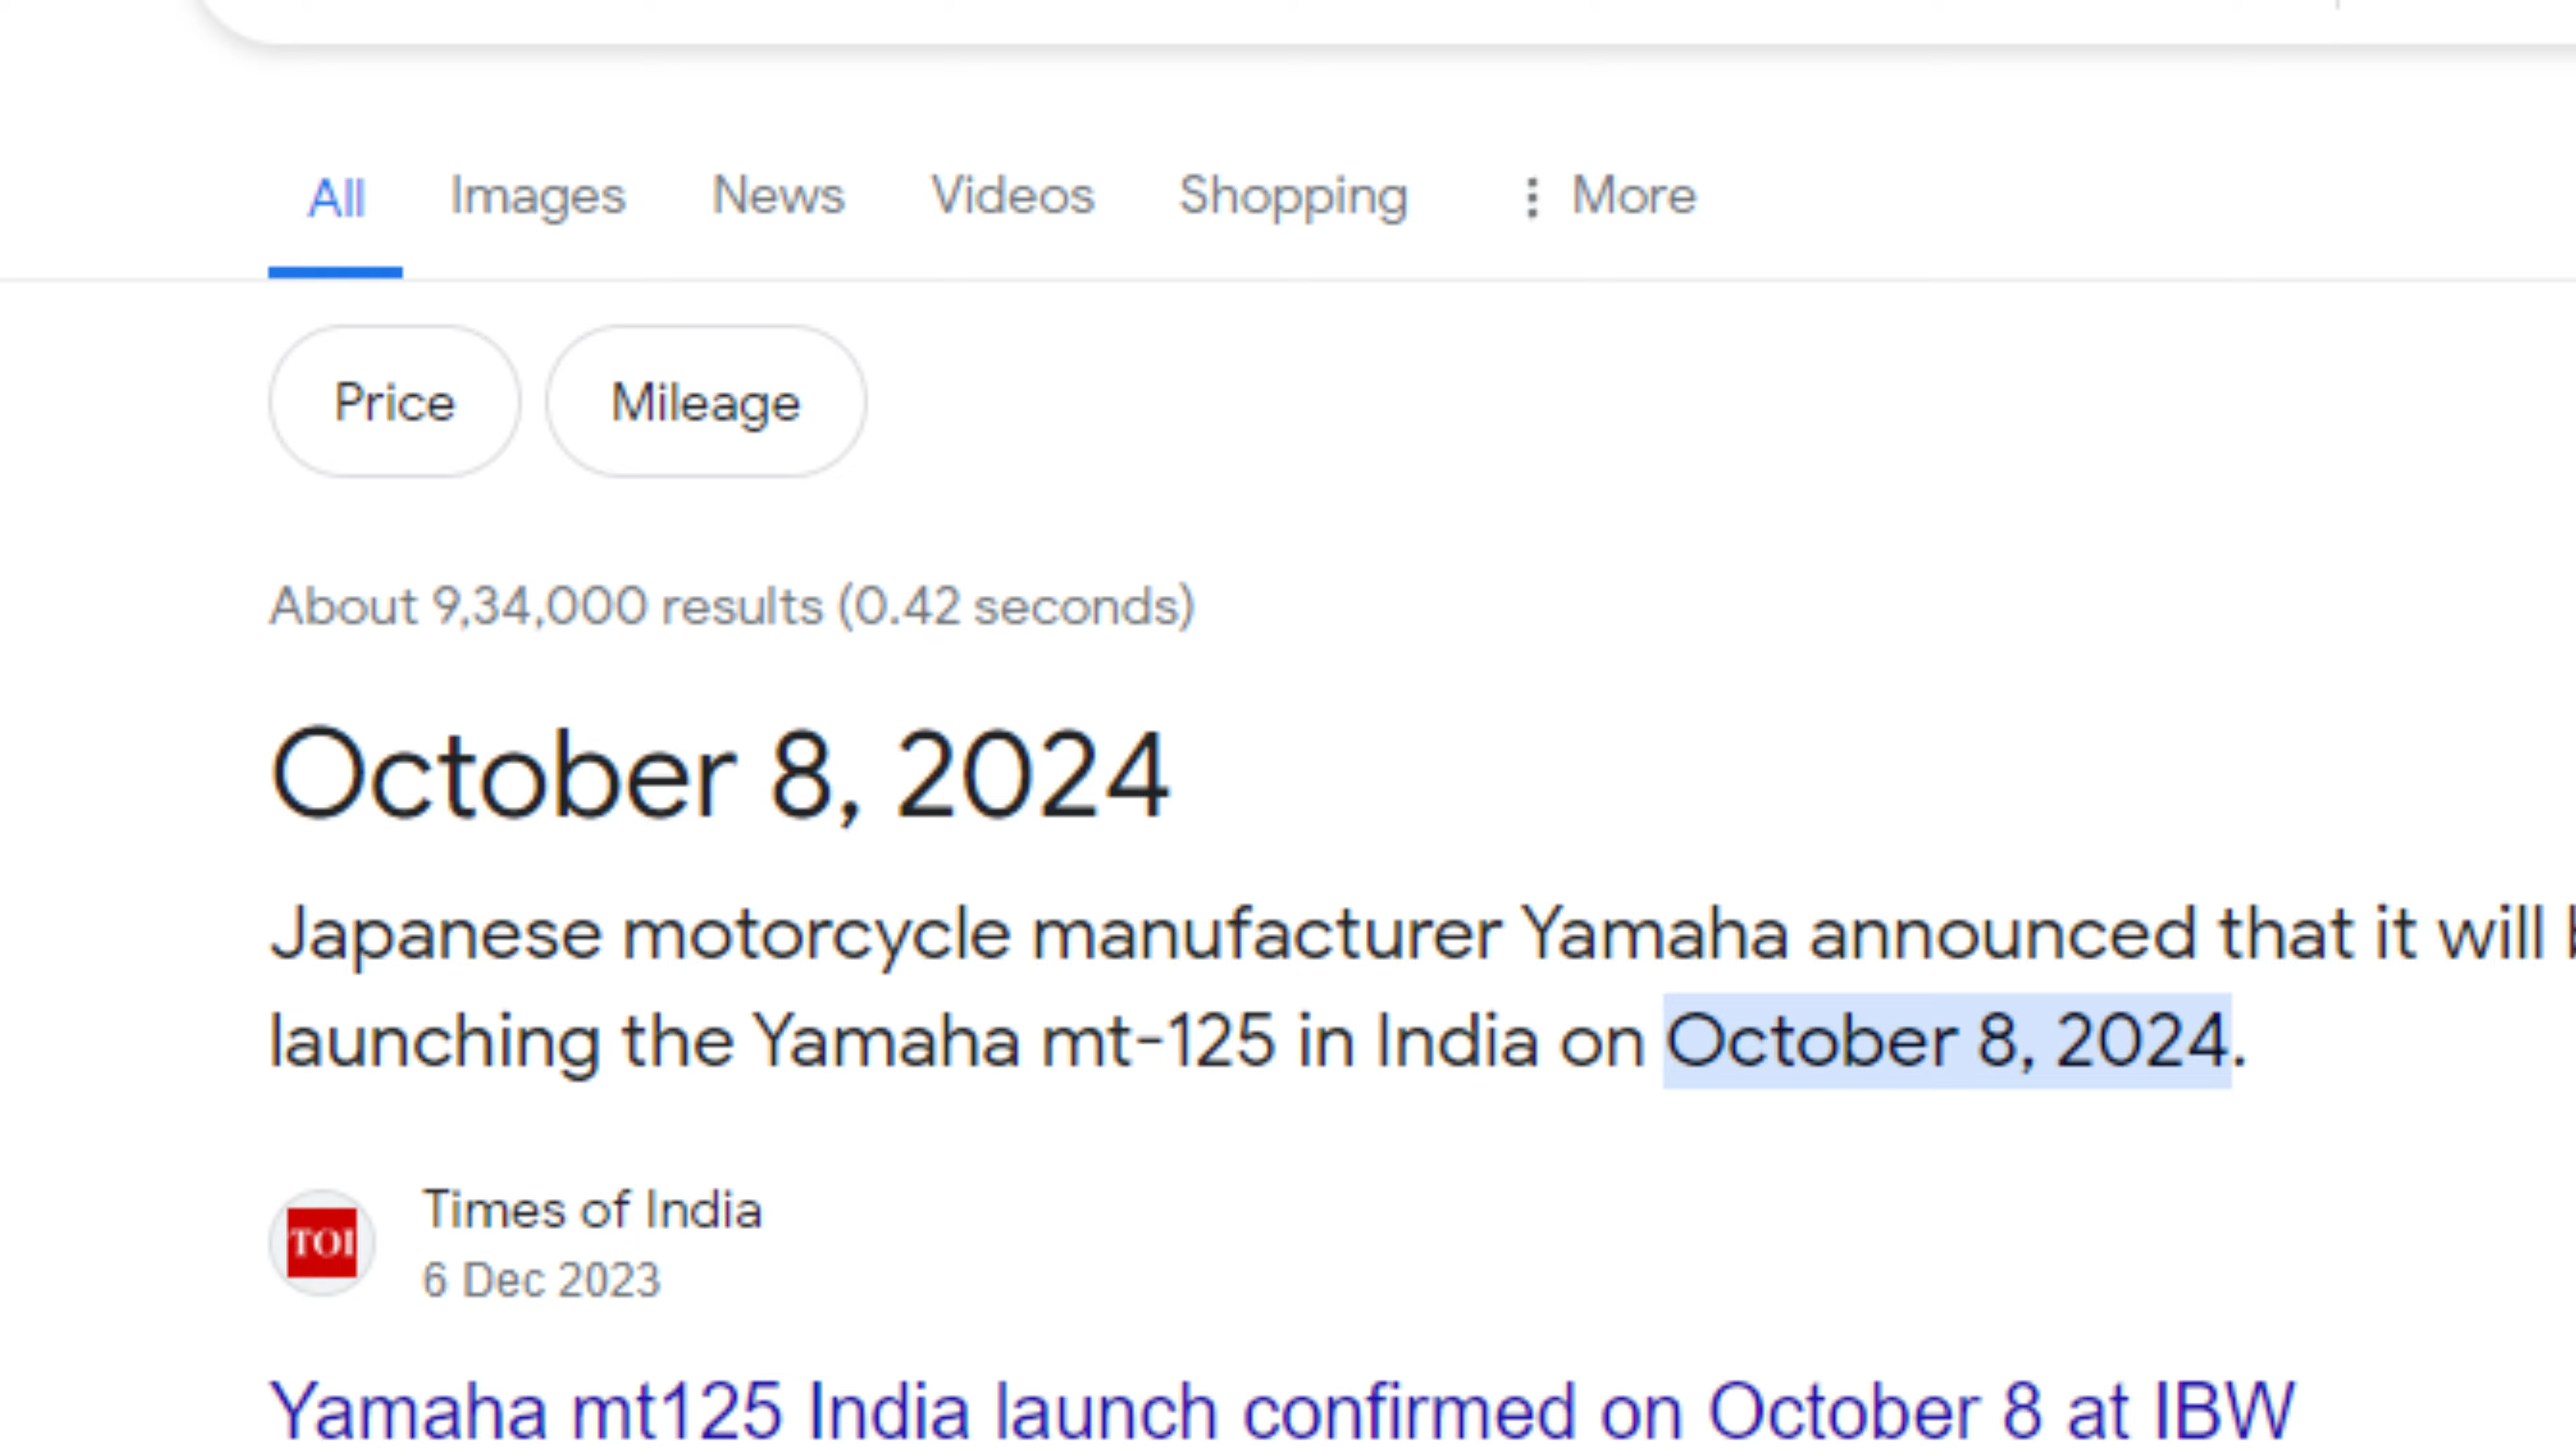 All Images News Videos Shopping More
Price Mileage
About 9,34,000 results (0.42 seconds)
October 8, 2024
Japanese motorcycle manufacturer Yamaha announced that it will
launching the Yamaha mt-125 in India on October 8, 2024.
TOI
Times of India
6 Dec 2023
Yamaha mt125 India launch confirmed on October 8 at IBW